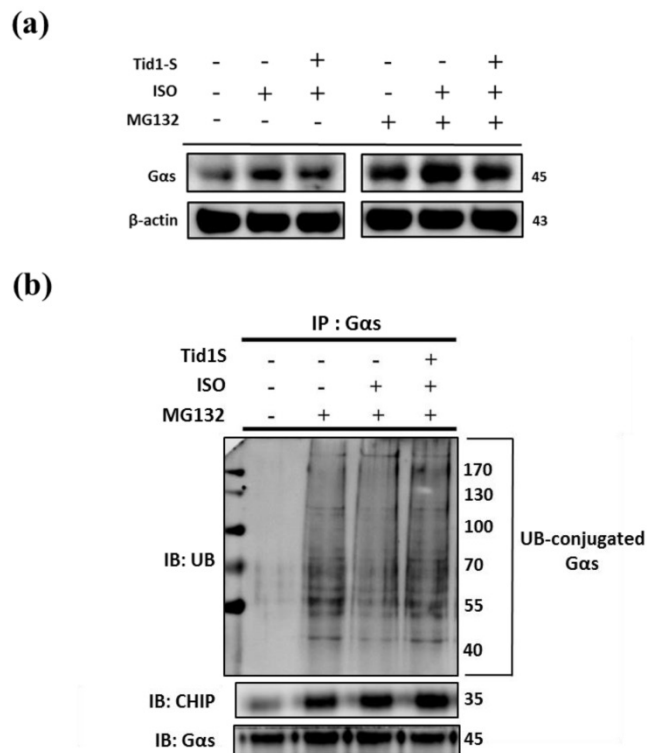 (a)
Tid1-S - - + - - +
ISO - + + - + +
MG132 - - - + + +
Gαs 45
β-actin 43
(b)
IP : Gαs
Tid1S - - - +
ISO - - + +
MG132 - + + +
170
130
100
IB: UB 70
55
40
UB-conjugated
Gαs
IB: CHIP 35
IB: Gαs 45